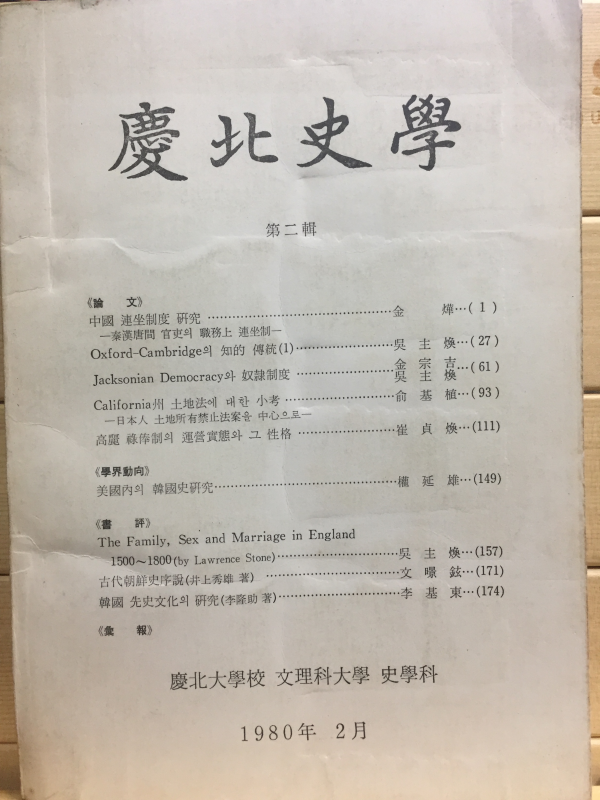 慶北史學
第二輯
《論 文》
中國 連坐制度 硏究 ⋯⋯⋯⋯⋯⋯⋯⋯⋯⋯⋯⋯⋯金 燁⋯( 1 )
―秦漢唐間 官吏의 職務上 連坐制―
Oxford-Cambridge의 知的 傳統(1)⋯⋯⋯⋯⋯⋯⋯⋯吳 主 煥⋯( 27 )
Jacksonian Democracy와 奴隷制度 ⋯⋯⋯⋯⋯⋯⋯金 宗 吉 吳 主 煥⋯( 61 )
California州 土地法에 대한 小考⋯⋯⋯⋯⋯⋯⋯⋯⋯兪 基 植⋯( 93 )
―日本人 土地所有禁止法案을 中心으로―
高麗 祿俸制의 運營實態와 그 性格 ⋯⋯⋯⋯⋯⋯⋯⋯崔 貞 煥⋯(111)
《學界動向》
美國內의 韓國史硏究⋯⋯⋯⋯⋯⋯⋯⋯⋯⋯⋯⋯⋯⋯權 延 雄⋯(149)
《書 評》
The Family, Sex and Marriage in England
1500～1800(by Lawrence Stone)⋯⋯⋯⋯⋯⋯⋯⋯⋯吳 主 煥⋯(157)
古代朝鮮史序說(井上秀雄 著) ⋯⋯⋯⋯⋯⋯⋯⋯⋯⋯文 暻 鉉⋯(171)
韓國 先史文化의 硏究(李隆助 著)⋯⋯⋯⋯⋯⋯⋯⋯⋯李 基 東⋯(174)
《彙 報》
慶北大學校 文理科大學 史學科
1980年 2月